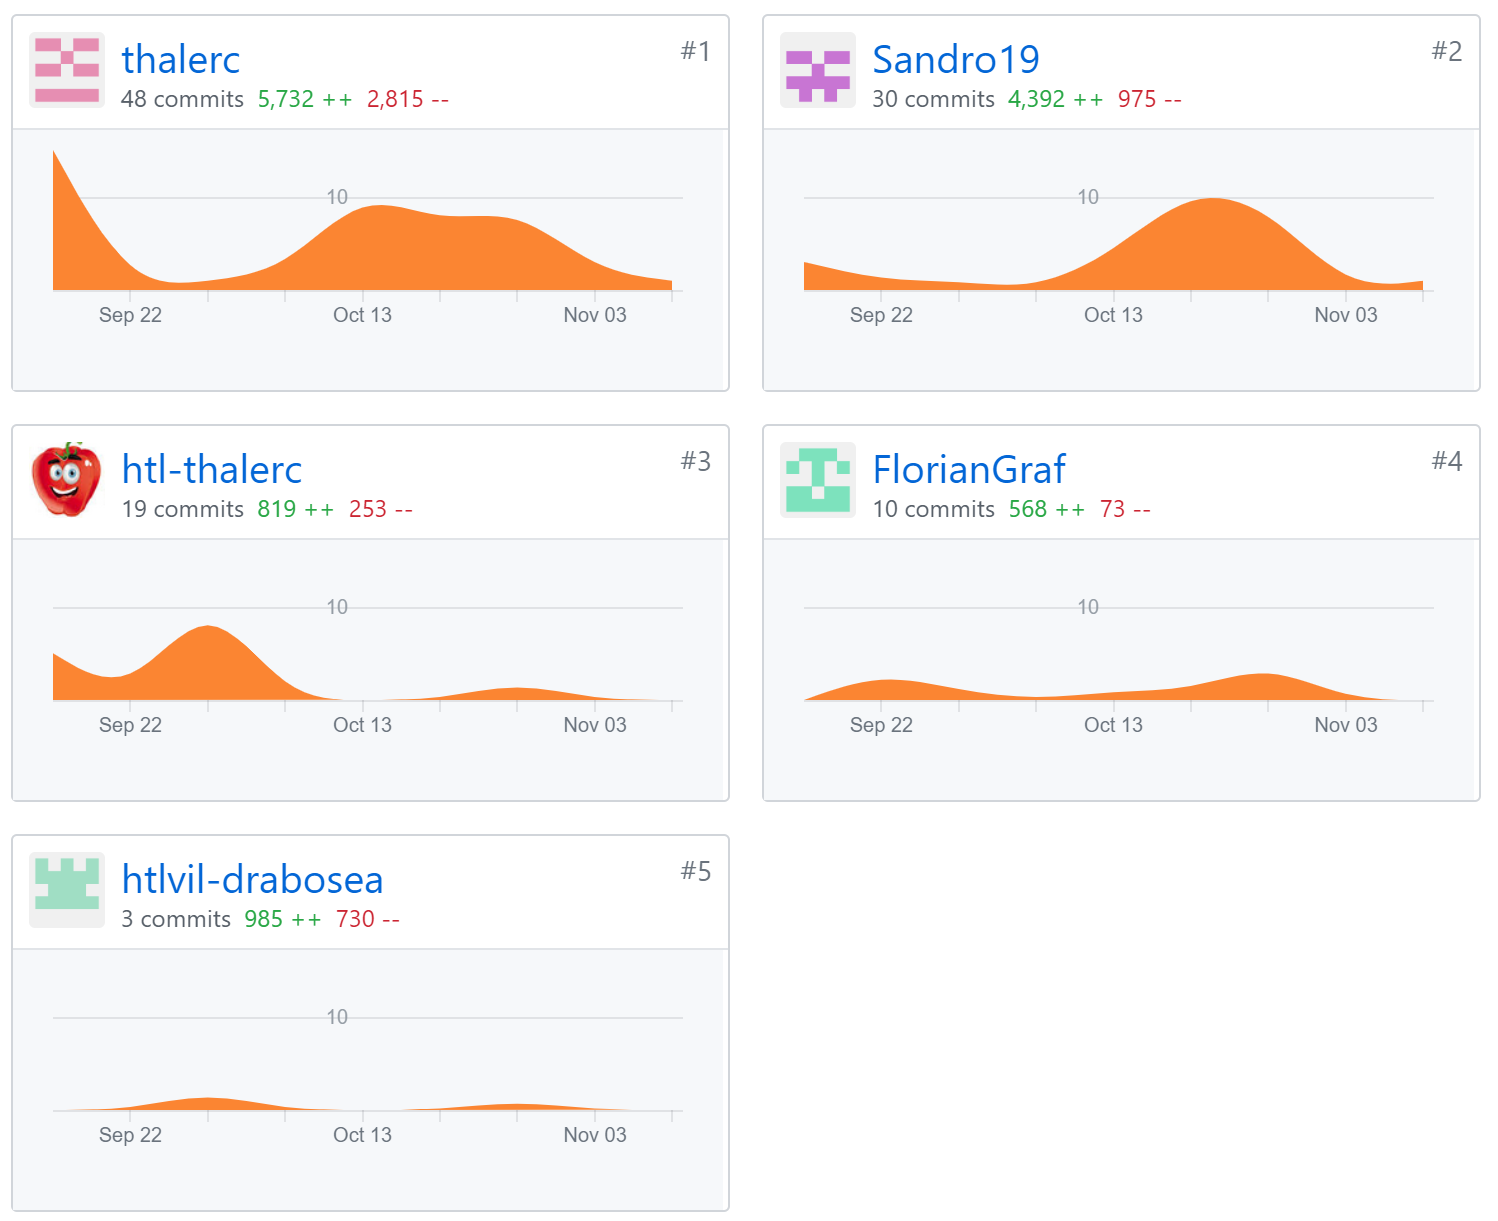 thalerc
#1
48 commits 5,732 ++ 2,815 --
10
Sep 22 Oct 13 Nov 03
Sandro19
#2
30 commits 4,392 ++ 975 --
10
Sep 22 Oct 13 Nov 03
htl-thalerc
#3
19 commits 819 ++ 253 --
10
Sep 22 Oct 13 Nov 03
FlorianGraf
#4
10 commits 568 ++ 73 --
10
Sep 22 Oct 13 Nov 03
htlvil-drabosea
#5
3 commits 985 ++ 730 --
10
Sep 22 Oct 13 Nov 03